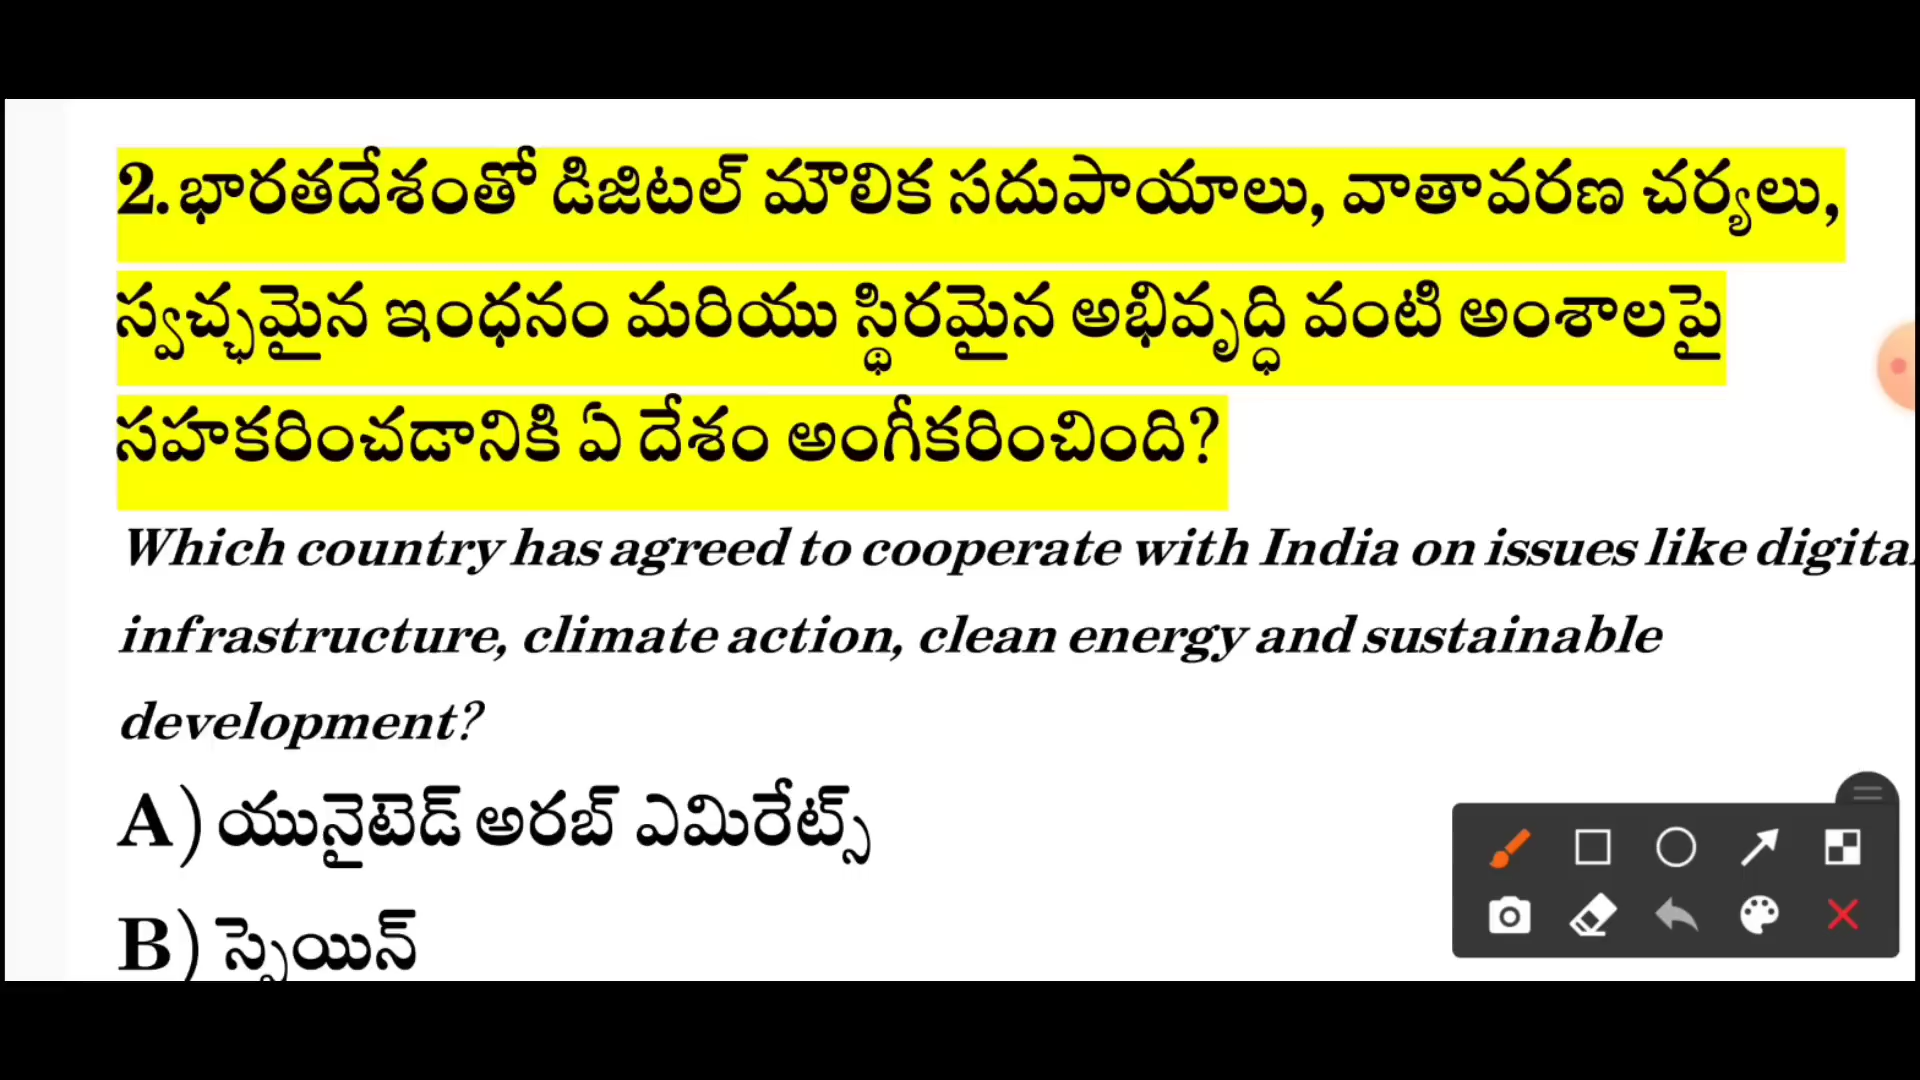 2. భారతదేశంతో డిజిటల్ మౌలిక సదుపాయాలు, వాతావరణ చర్యలు,
స్వచ్ఛమైన ఇంధనం మరియు స్థిరమైన అభివృద్ధి వంటి అంశాలపై
సహకరించడానికి ఏ దేశం అంగీకరించింది?
Which country has agreed to cooperate with India on issues like digital
infrastructure, climate action, clean energy and sustainable
development?
A) యునైటెడ్ అరబ్ ఎమిరేట్స్
B) స్పెయిన్